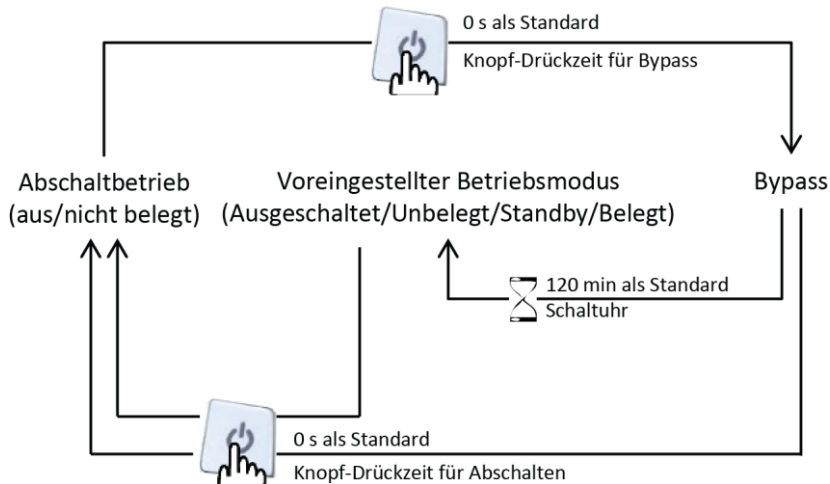 0 s als Standard
Knopf-Drückzeit für Bypass
Abschaltbetrieb
(aus/nicht belegt)
Voreingestellter Betriebsmodus
(Ausgeschaltet/Unbelegt/Standby/Belegt)
Bypass
120 min als Standard
Schaltuhr
0 s als Standard
Knopf-Drückzeit für Abschalten